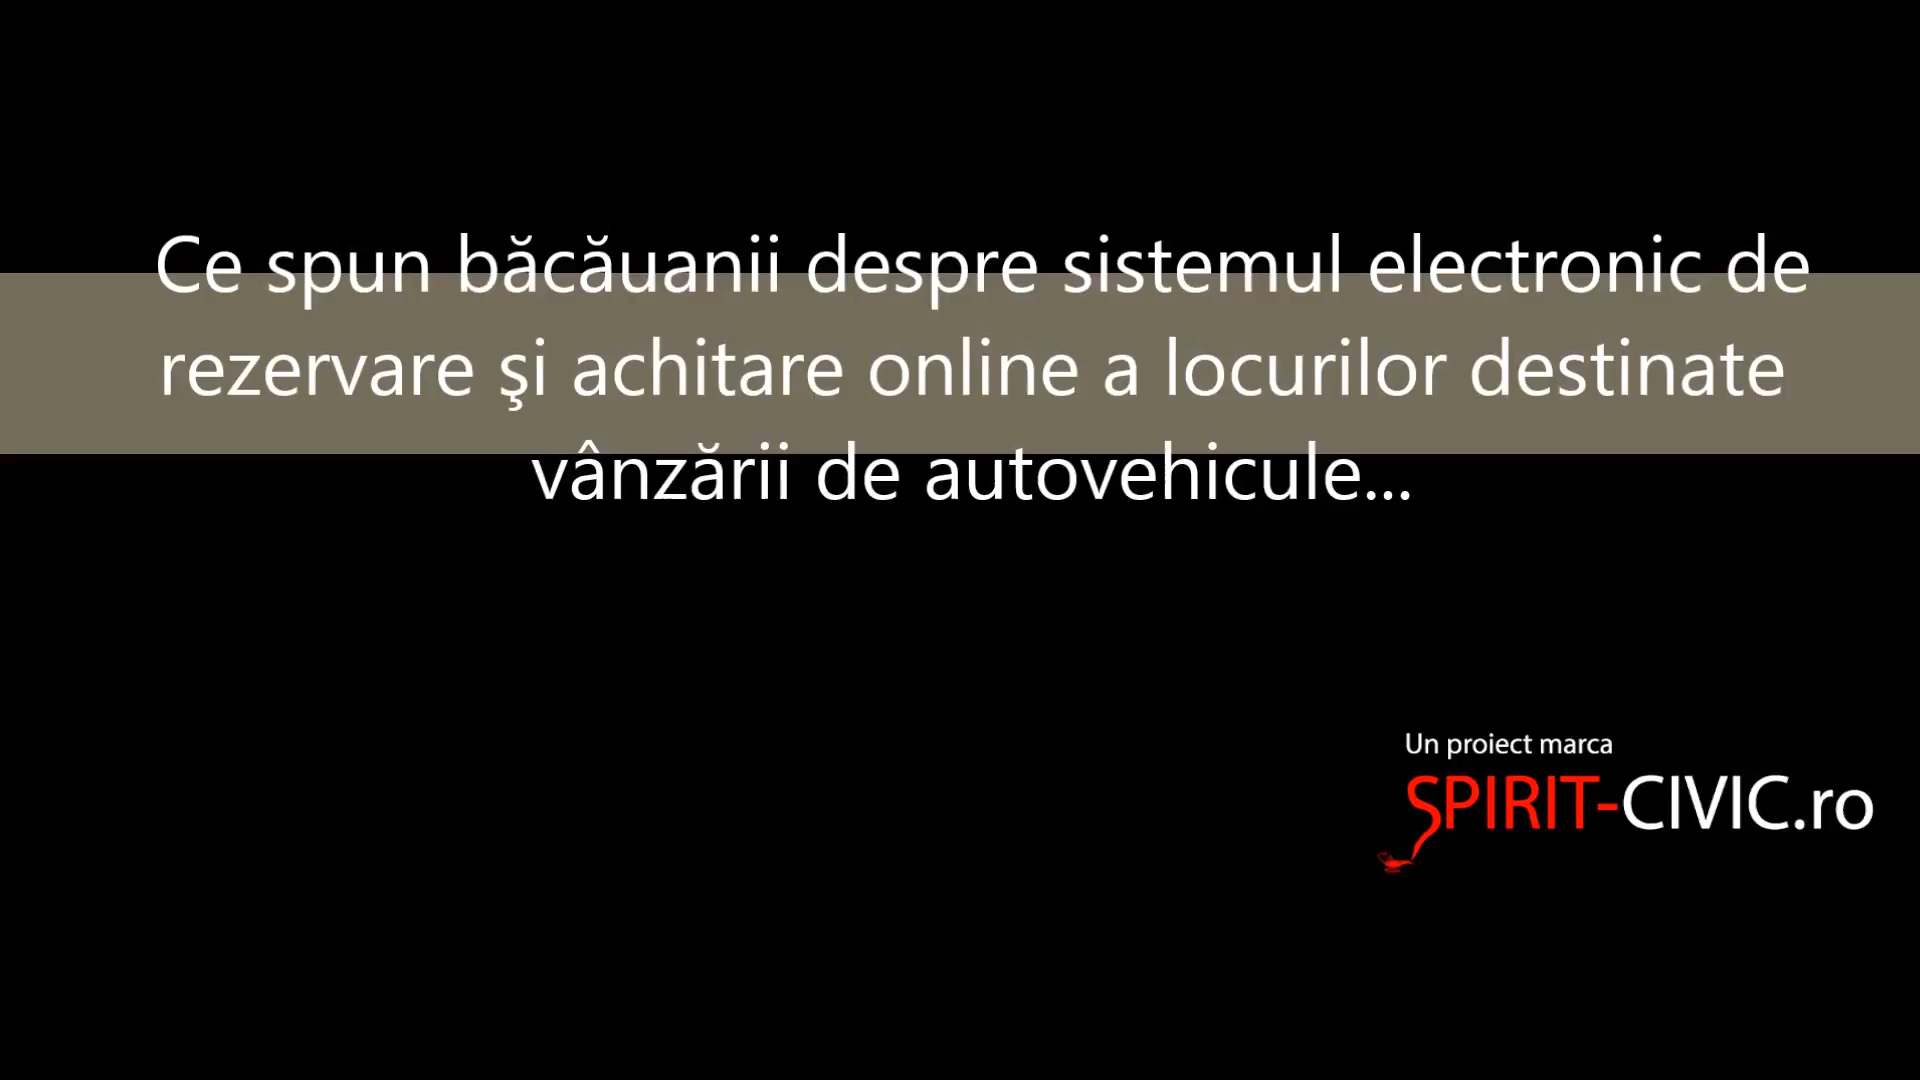 Ce spun băcăuanii despre sistemul electronic de
rezervare şi achitare online a locurilor destinate
vânzării de autovehicule...
Un proiect marca
SPIRIT-CIVIC.ro